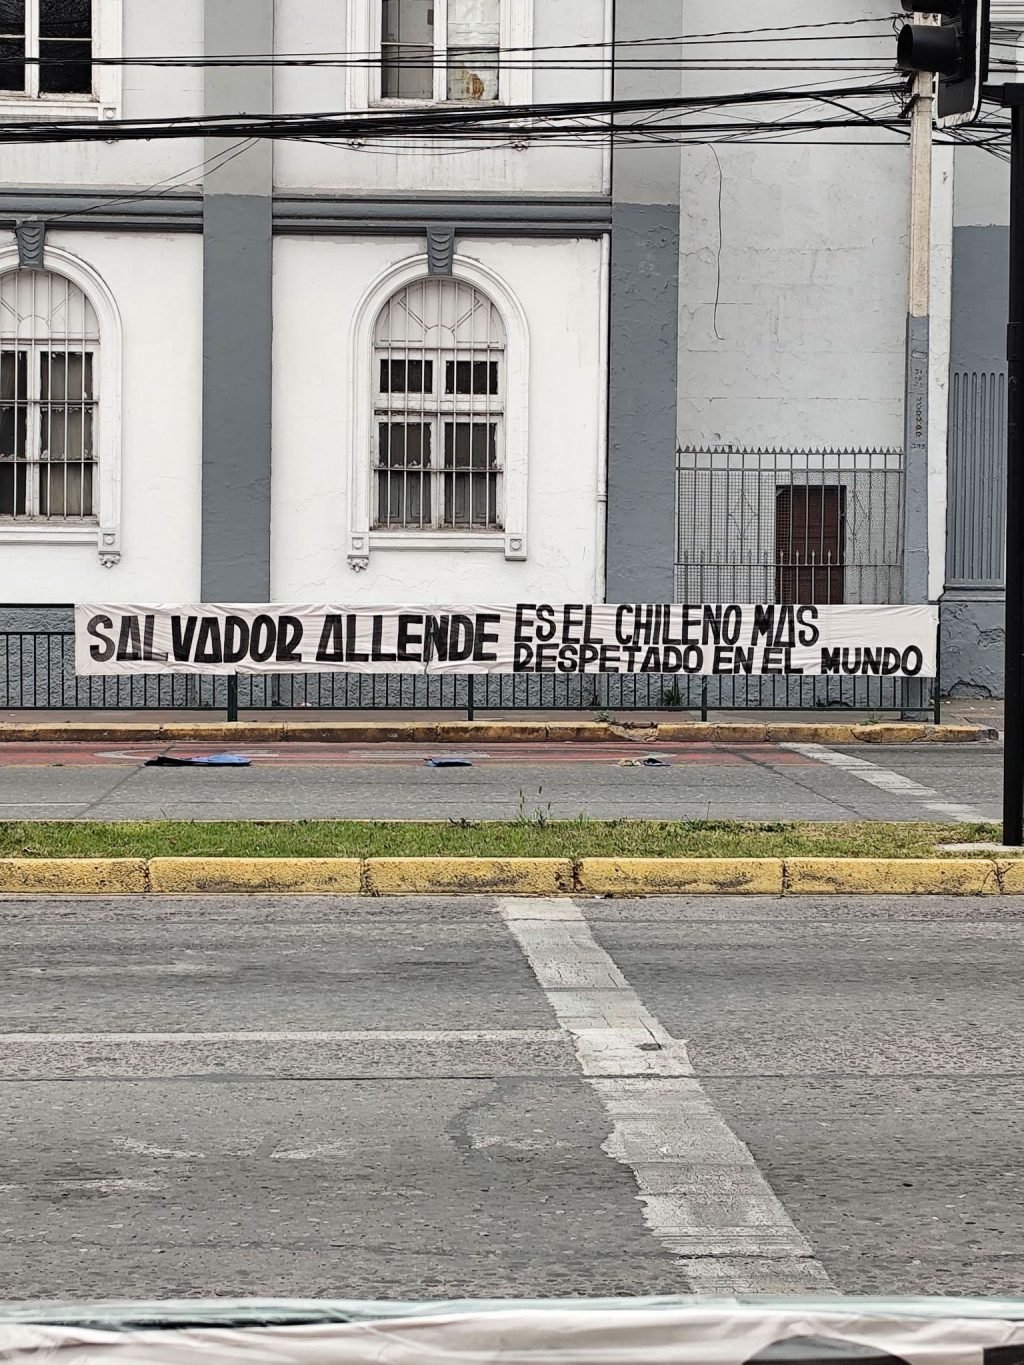 SALVADOR ALLENDE ES EL CHILENO MAS
RESPETADO EN EL MUNDO